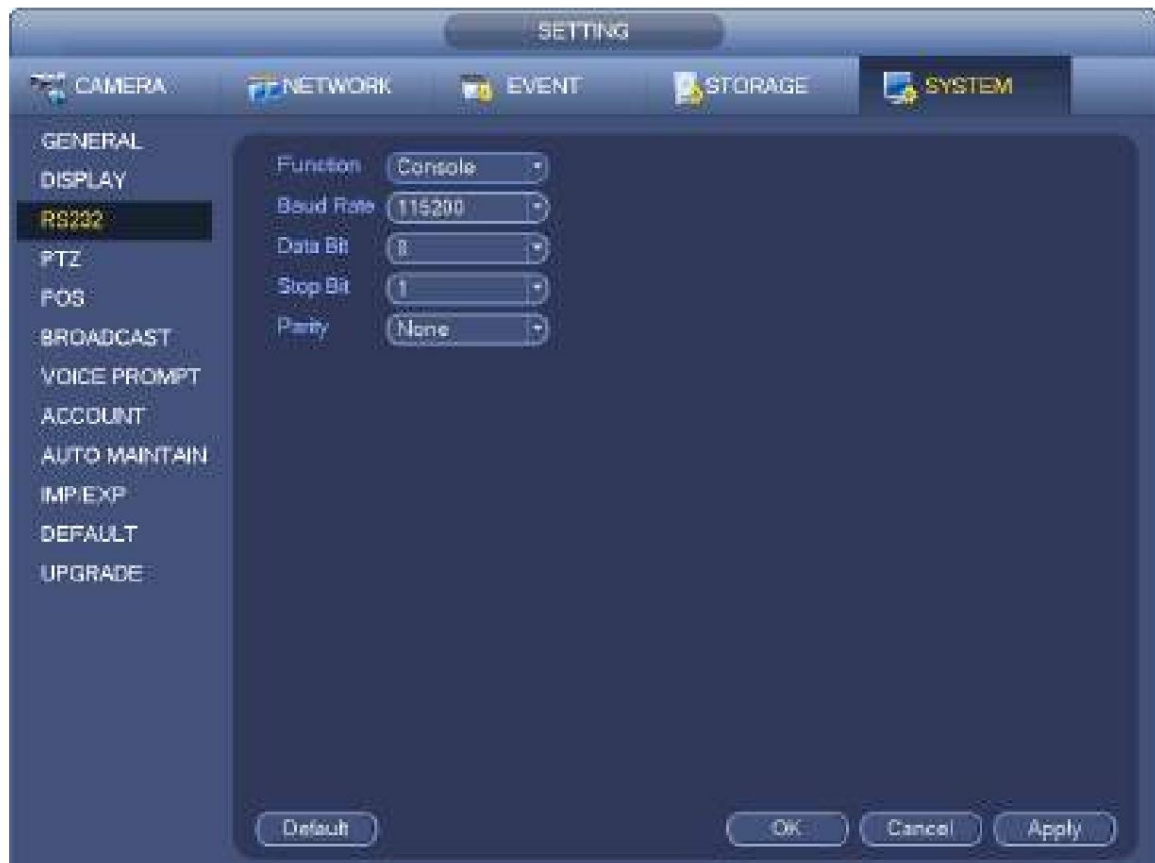 SETTING
CAMERA NETWORK EVENT STORAGE SYSTEM
GENERAL
DISPLAY
RS232
PTZ
POS
BROADCAST
VOICE PROMPT
ACCOUNT
AUTO MAINTAIN
IMP/EXP
DEFAULT
UPGRADE
Function Console
Baud Rate 115200
Data Bit 8
Stop Bit 1
Parity None
Default OK Cancel Apply